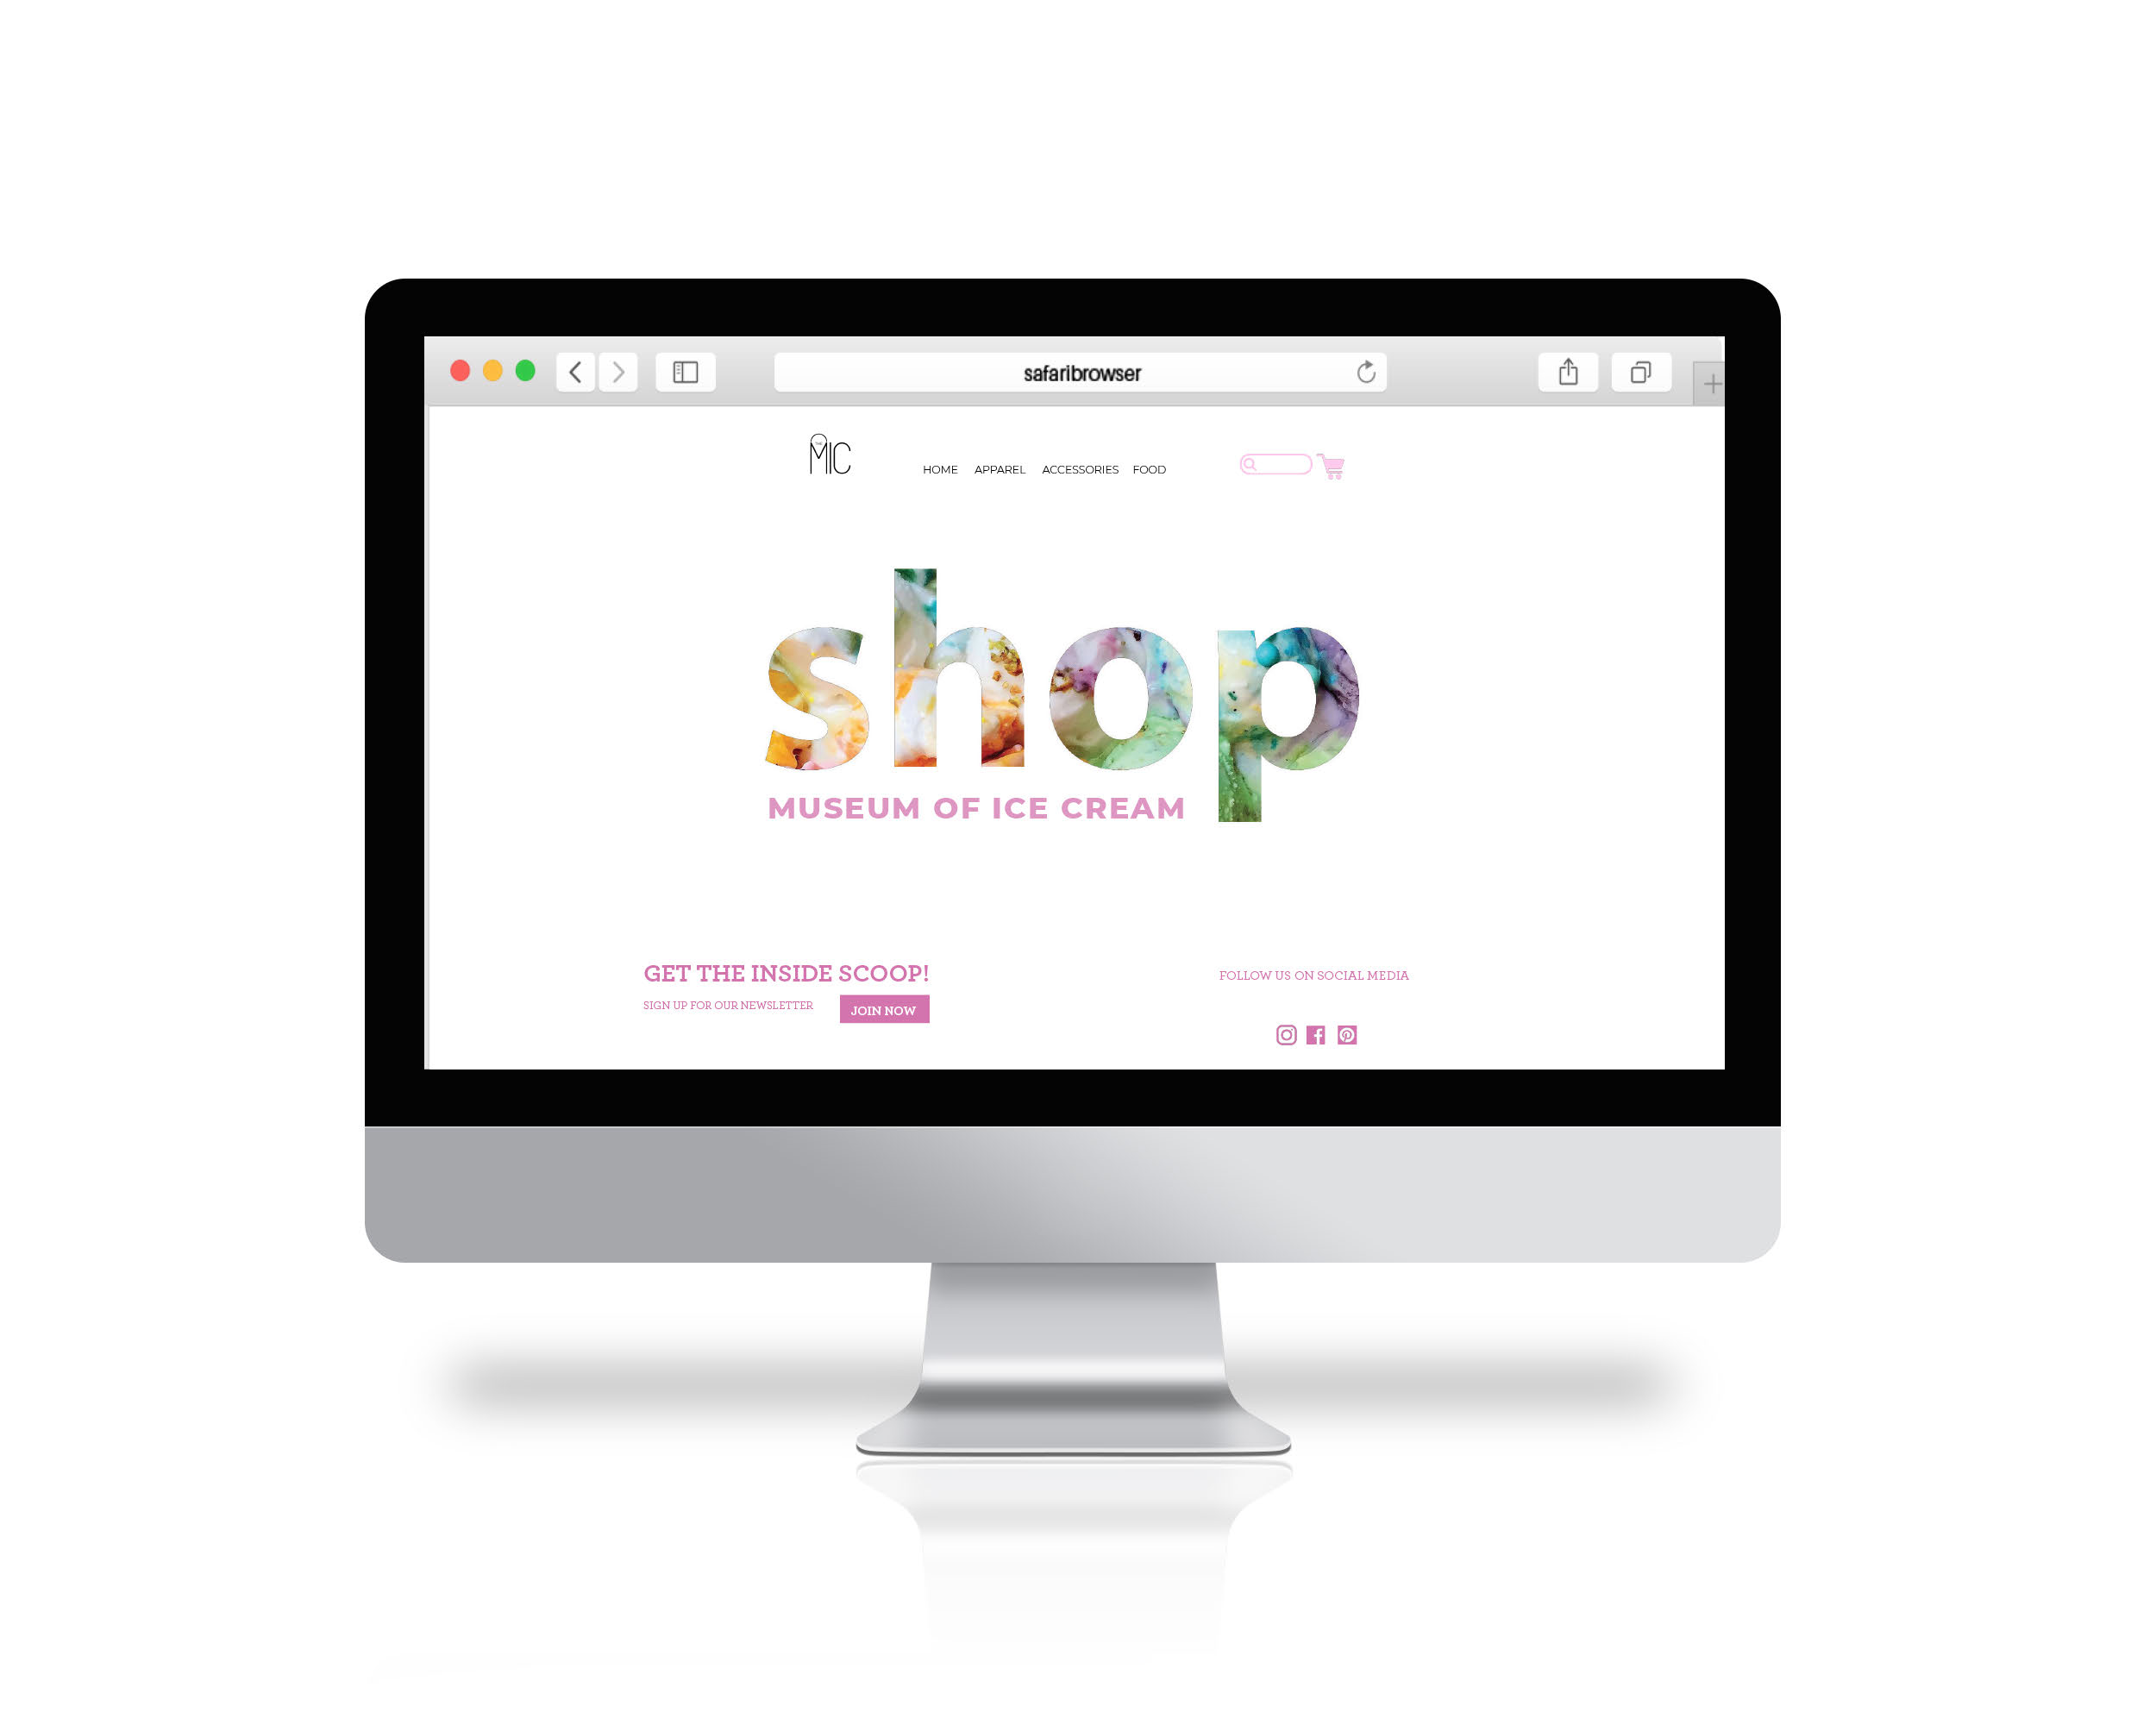 safaribrowser
THE
MIC
HOME APPAREL ACCESSORIES FOOD
shop
MUSEUM OF ICE CREAM
GET THE INSIDE SCOOP!
SIGN UP FOR OUR NEWSLETTER
JOIN NOW
FOLLOW US ON SOCIAL MEDIA